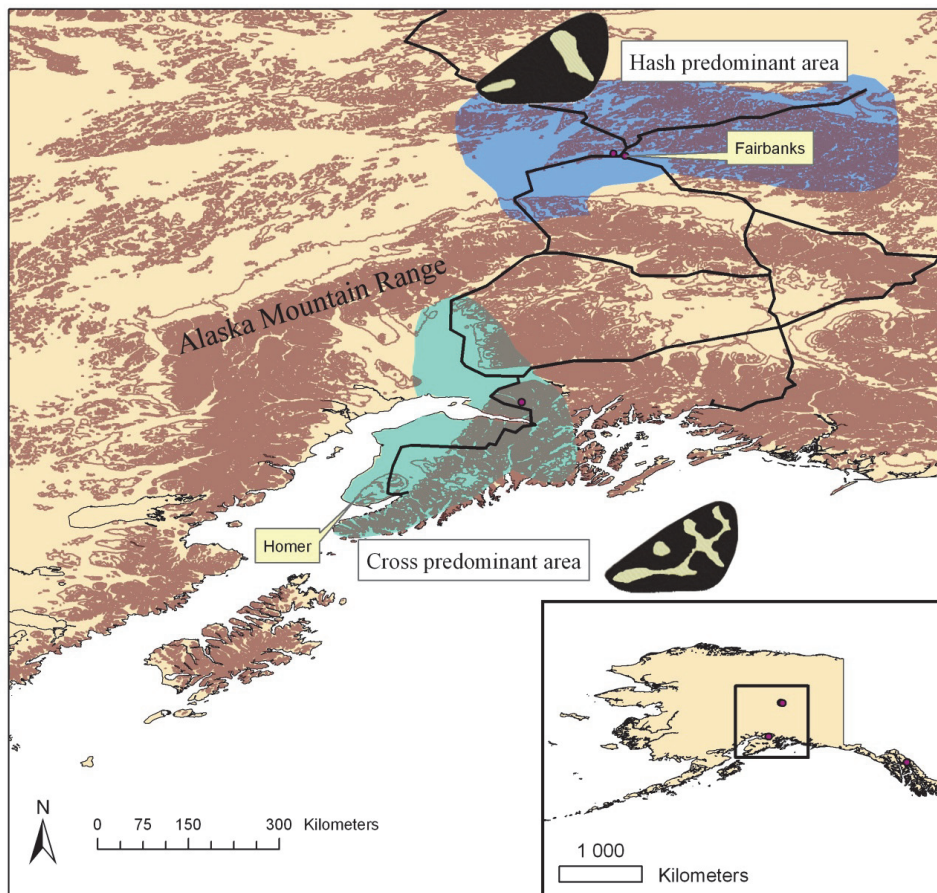 Hash predominant area
Fairbanks
Alaska Mountain Range
Homer
Cross predominant area
N
0 75 150 300 Kilometers
1 000
Kilometers